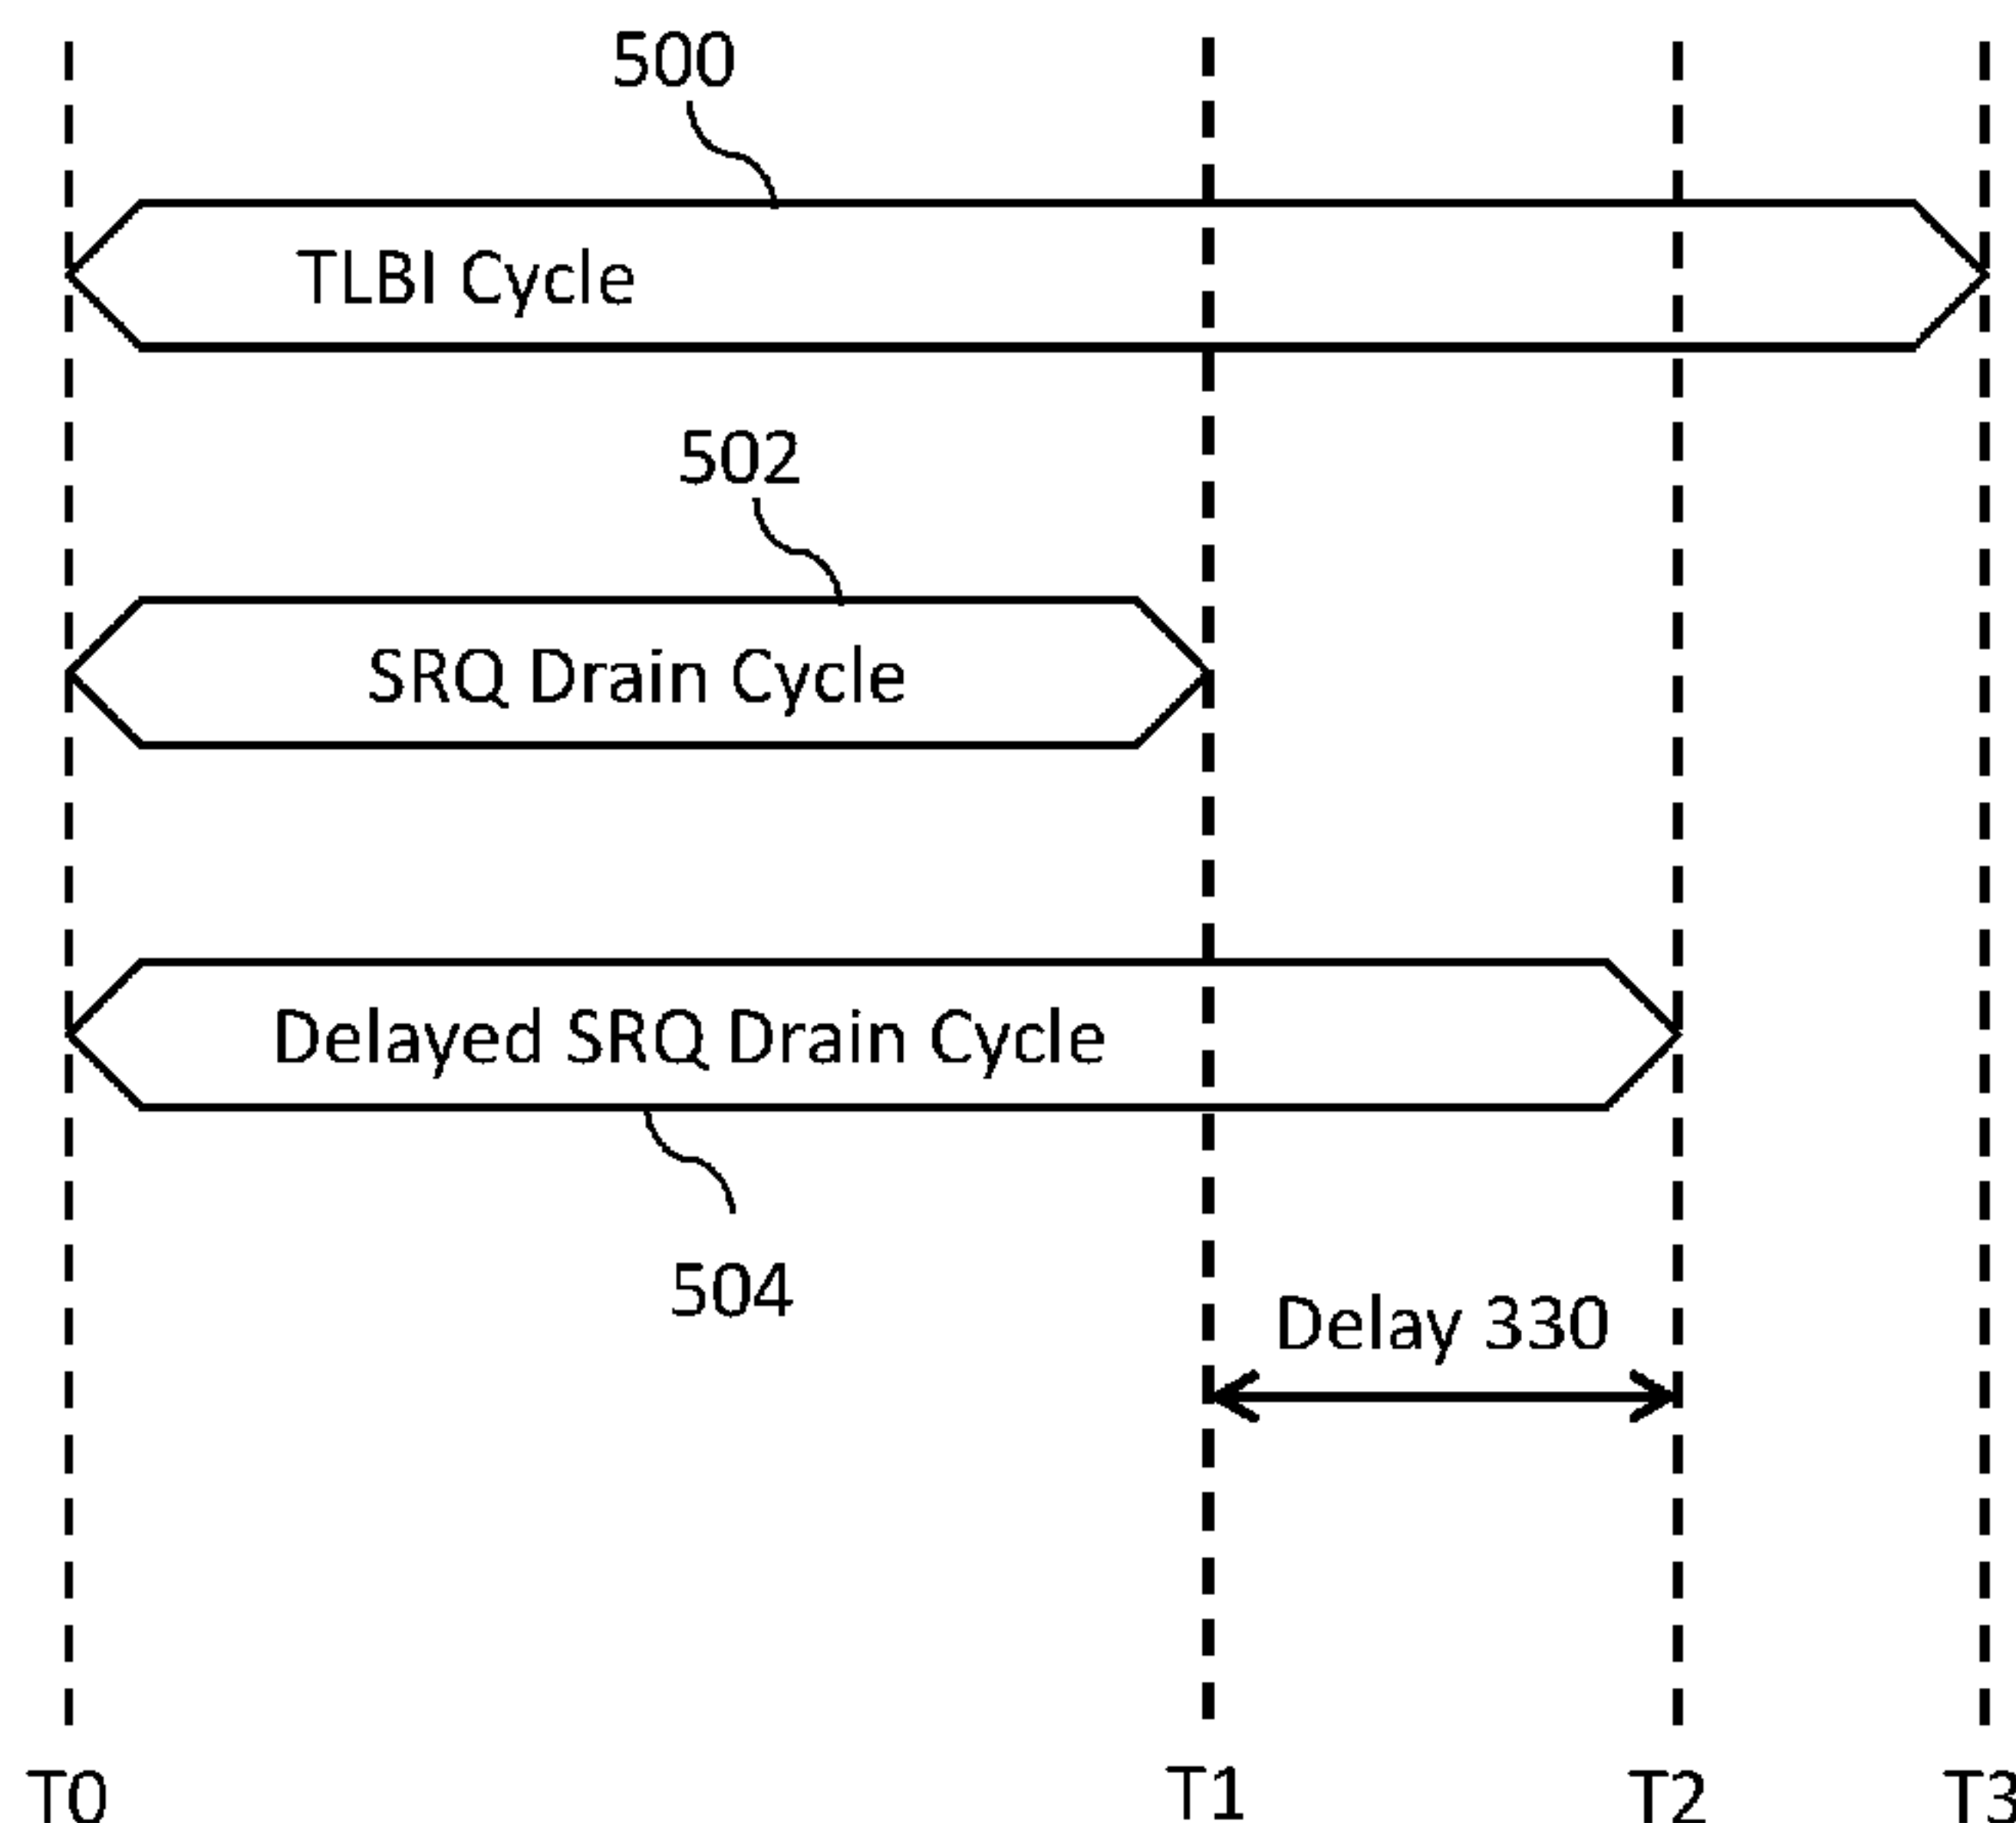 500
TLBI Cycle
502
SRQ Drain Cycle
Delayed SRQ Drain Cycle
504
Delay 330
T0
T1
T2
T3